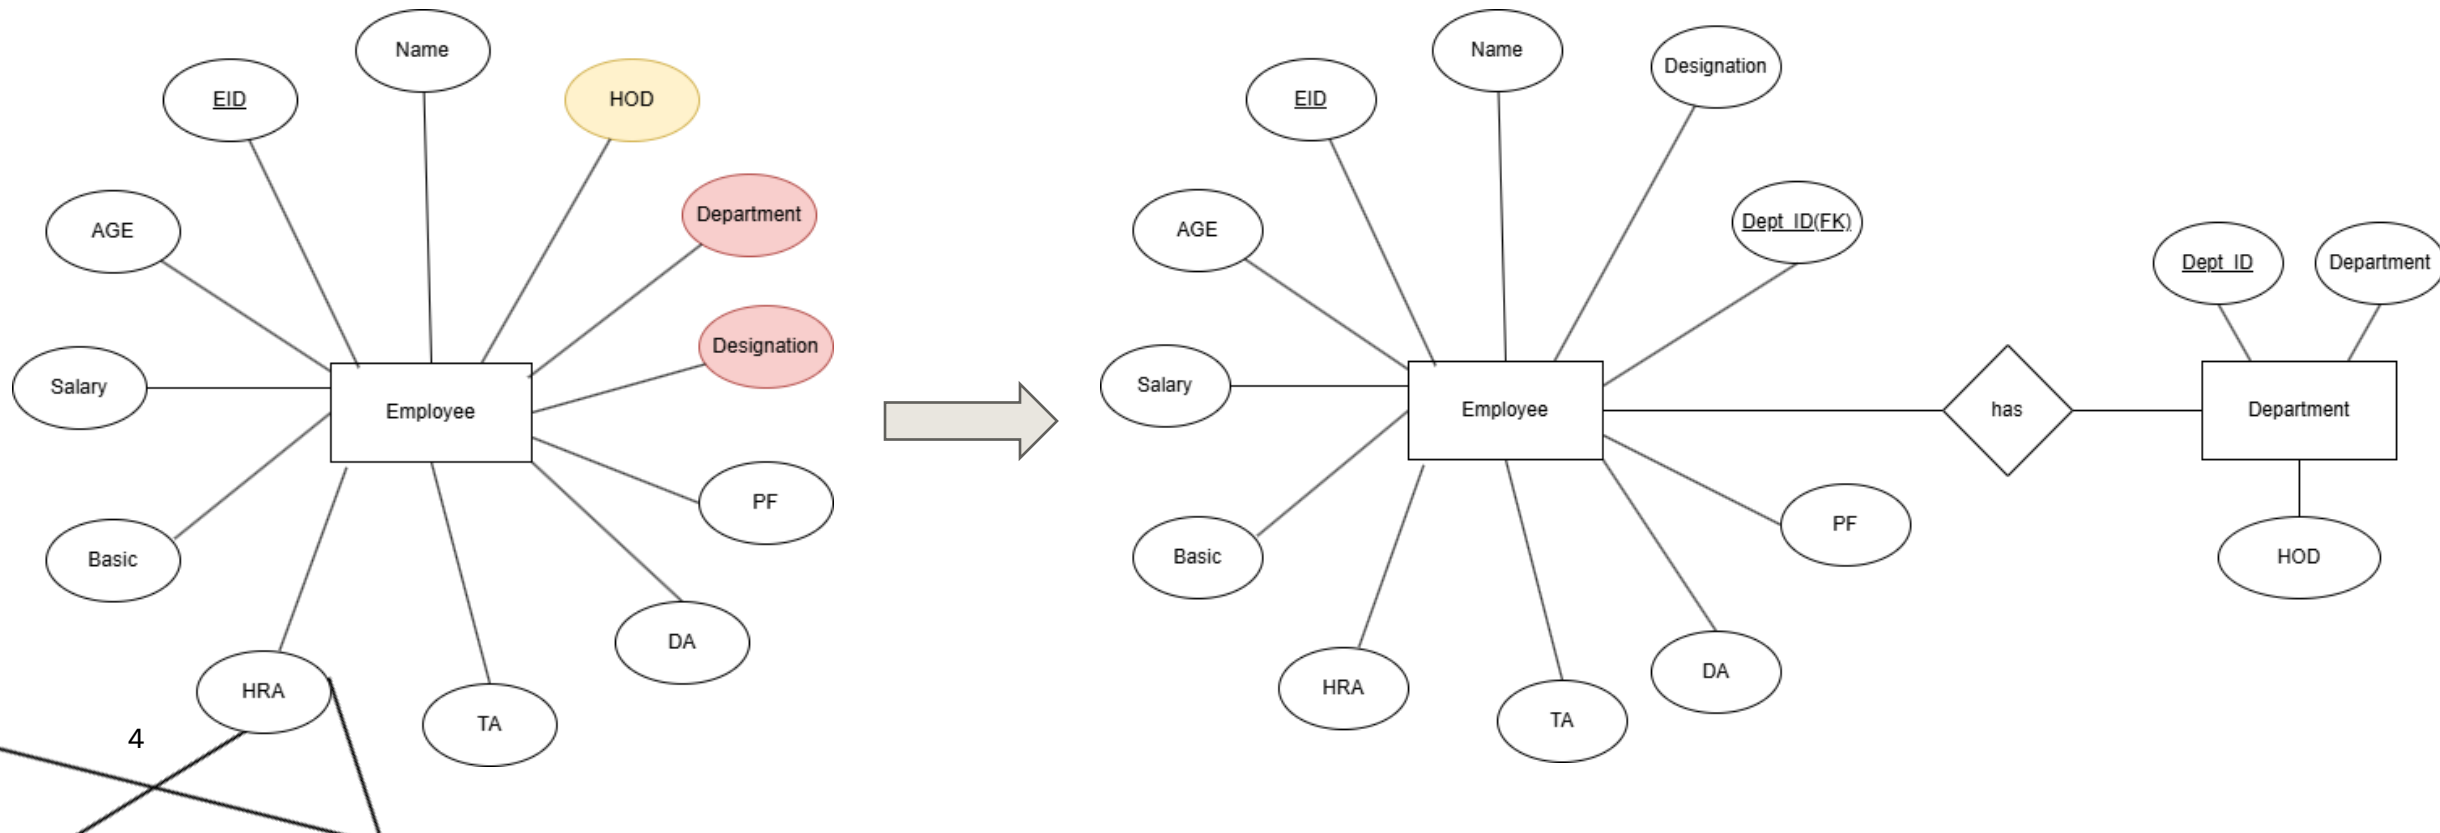 Name
EID
HOD
Department
AGE
Designation
Salary
Employee
PF
Basic
DA
HRA
TA
4
Name
Designation
EID
Dept_ID(FK)
AGE
Salary
Employee
PF
Basic
DA
HRA
TA
has
Dept_ID
Department
Department
HOD